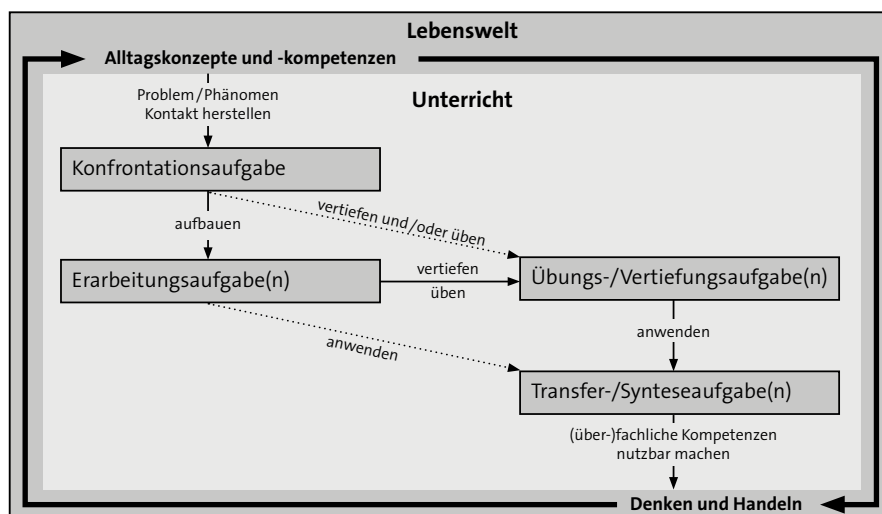 Lebenswelt
Alltagskonzepte und -kompetenzen
Problem/Phänomen
Kontakt herstellen
Unterricht
Konfrontationsaufgabe
aufbauen
vertiefen und/oder üben
Erarbeitungsaufgabe(n)
vertiefen
üben
Übungs-/Vertiefungsaufgabe(n)
anwenden
anwenden
Transfer-/Synteseaufgabe(n)
(über-)fachliche Kompetenzen
nutzbar machen
Denken und Handeln